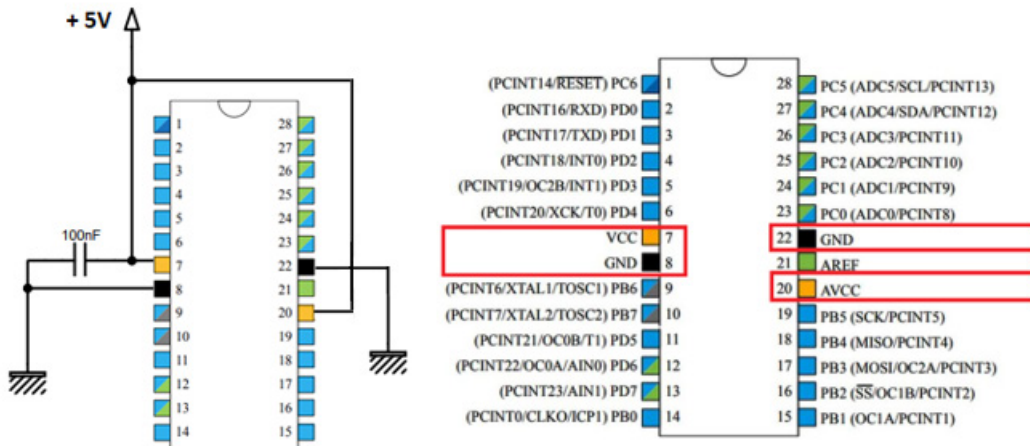 + 5V
100nF
1
2
3
4
5
6
7
8
9
10
11
12
13
14
28
27
26
25
24
23
22
21
20
19
18
17
16
15
(PCINT14/RESET) PC6 1
(PCINT16/RXD) PD0 2
(PCINT17/TXD) PD1 3
(PCINT18/INT0) PD2 4
(PCINT19/OC2B/INT1) PD3 5
(PCINT20/XCK/T0) PD4 6
VCC 7
GND 8
(PCINT6/XTAL1/TOSC1) PB6 9
(PCINT7/XTAL2/TOSC2) PB7 10
(PCINT21/OC0B/T1) PD5 11
(PCINT22/OC0A/AIN0) PD6 12
(PCINT23/AIN1) PD7 13
(PCINT0/CLKO/ICP1) PB0 14
28 PC5 (ADC5/SCL/PCINT13)
27 PC4 (ADC4/SDA/PCINT12)
26 PC3 (ADC3/PCINT11)
25 PC2 (ADC2/PCINT10)
24 PC1 (ADC1/PCINT9)
23 PC0 (ADC0/PCINT8)
22 GND
21 AREF
20 AVCC
19 PB5 (SCK/PCINT5)
18 PB4 (MISO/PCINT4)
17 PB3 (MOSI/OC2A/PCINT3)
16 PB2 (SS/OC1B/PCINT2)
15 PB1 (OC1A/PCINT1)